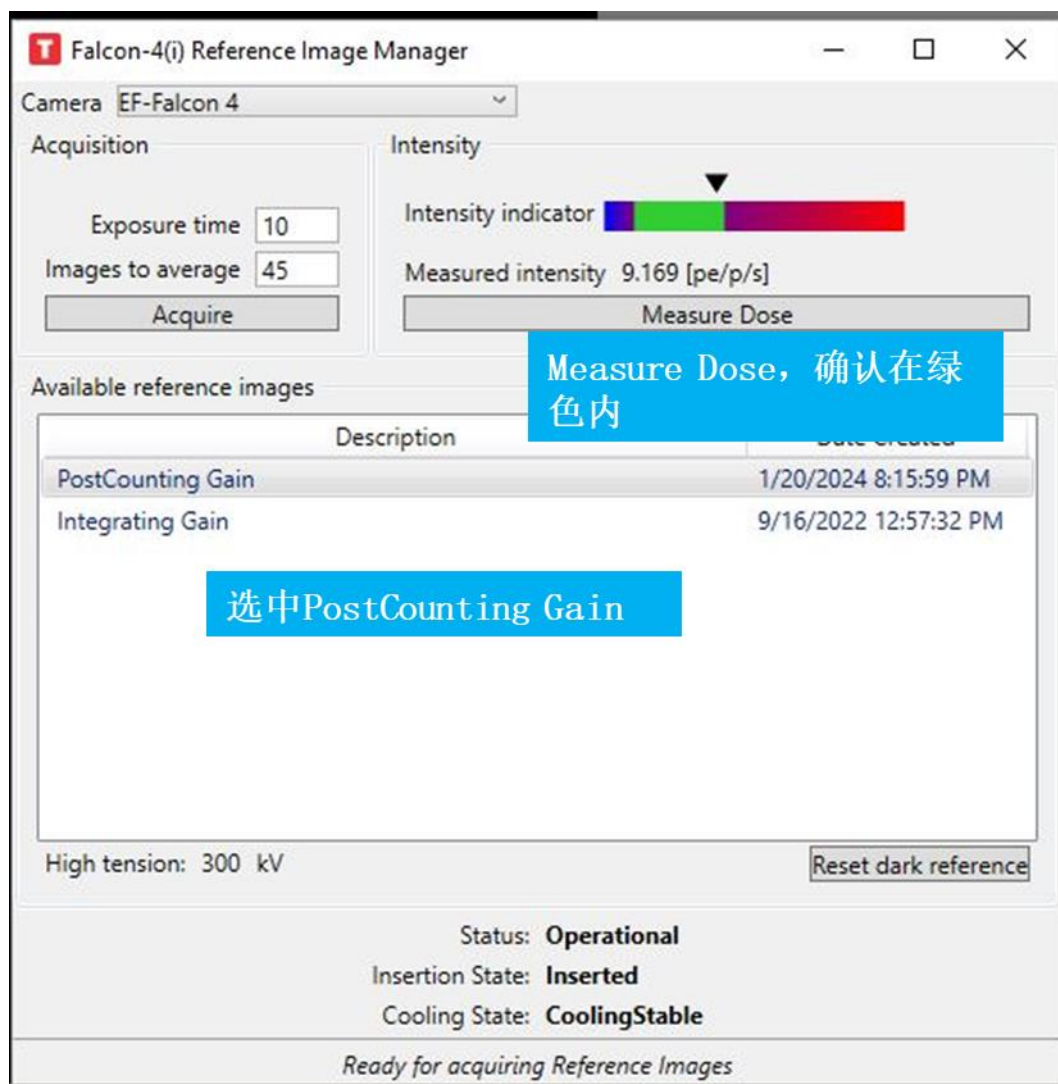 T Falcon-4(i) Reference Image Manager
Camera EF-Falcon 4
Acquisition
Exposure time 10
Images to average 45
Acquire
Intensity
Intensity indicator
Measured intensity 9.169 [pe/p/s]
Measure Dose
Measure Dose，确认在绿
色内
Available reference images
Description Date Created
PostCounting Gain 1/20/2024 8:15:59 PM
Integrating Gain 9/16/2022 12:57:32 PM
选中PostCounting Gain
High tension: 300 kV
Reset dark reference
Status: Operational
Insertion State: Inserted
Cooling State: CoolingStable
Ready for acquiring Reference Images